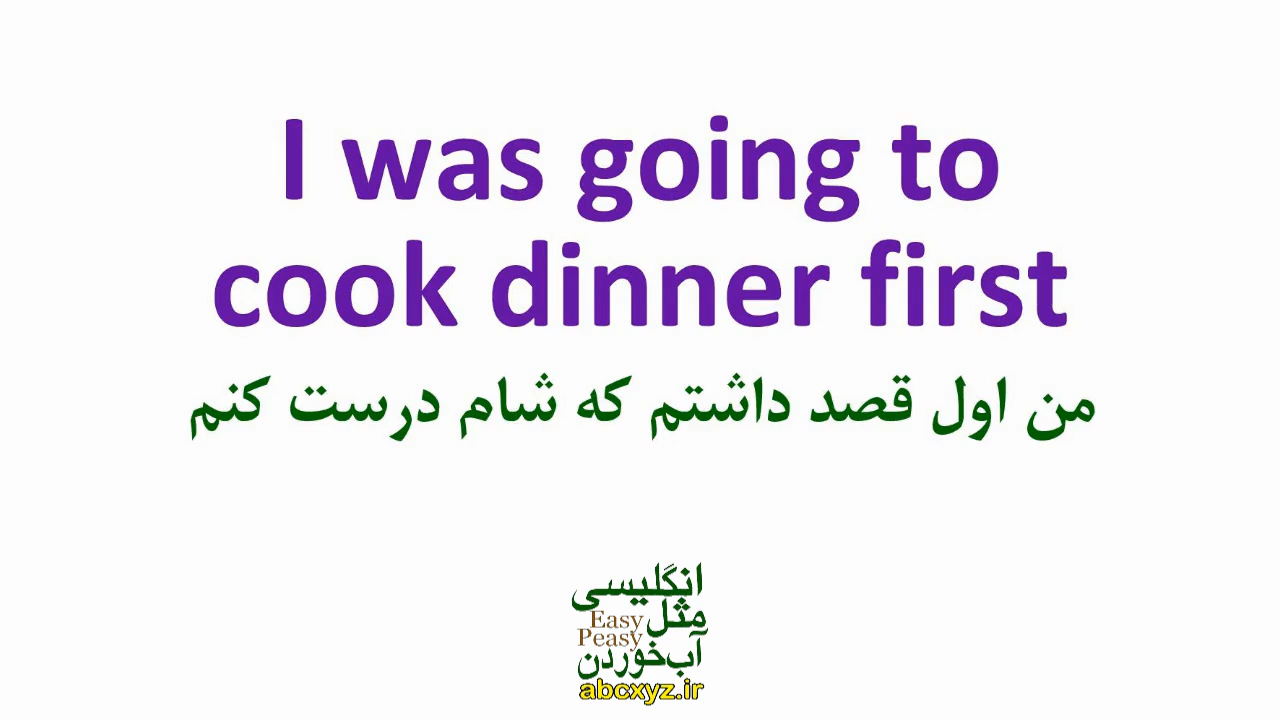 I was going to
cook dinner first
من اول قصد داشتم که شام درست کنم
انگلیسی
مثل
Easy
Peasy
آب‌خوردن
abcxyz.ir